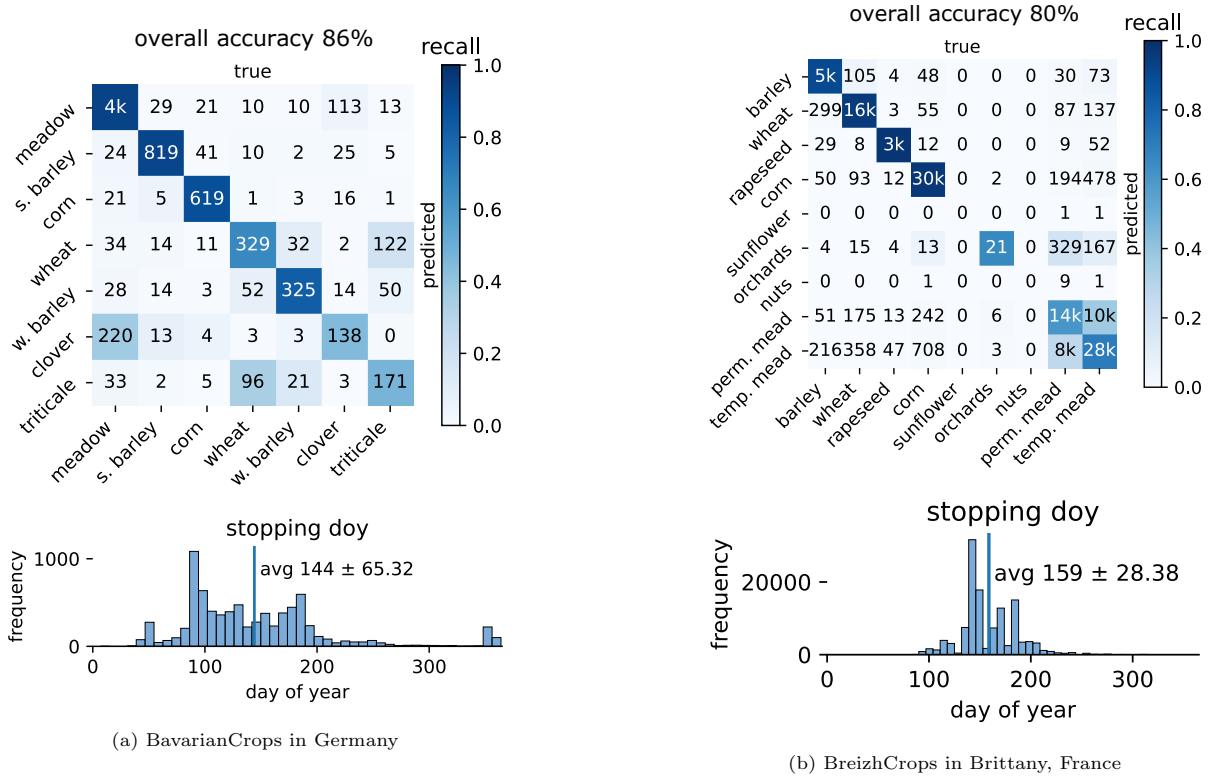 overall accuracy 86%
recall
true
1.0
0.8
0.6
0.4
0.2
0.0
predicted
meadow 4k 29 21 10 10 113 13
s. barley 24 819 41 10 2 25 5
corn 21 5 619 1 3 16 1
wheat 34 14 11 329 32 2 122
w. barley 28 14 3 52 325 14 50
clover 220 13 4 3 3 138 0
triticale 33 2 5 96 21 3 171
meadow s. barley corn wheat w. barley clover triticale
stopping doy
frequency
1000
0
avg 144 ± 65.32
0 100 200 300
day of year
(a) BavarianCrops in Germany
overall accuracy 80%
recall
true
1.0
0.8
0.6
0.4
0.2
0.0
predicted
barley 5k 105 4 48 0 0 0 30 73
wheat 299 16k 3 55 0 0 0 87 137
rapeseed 29 8 3k 12 0 0 0 9 52
corn 50 93 12 30k 0 2 0 194 478
sunflower 0 0 0 0 0 0 0 1 1
orchards 4 15 4 13 0 21 0 329 167
nuts 0 0 0 1 0 0 0 9 1
perm. mead 51 175 13 242 0 6 0 14k 10k
temp. mead 216 358 47 708 0 3 0 8k 28k
barley wheat rapeseed corn sunflower orchards nuts perm. mead temp. mead
stopping doy
frequency
20000
0
avg 159 ± 28.38
0 100 200 300
day of year
(b) BreizhCrops in Brittany, France